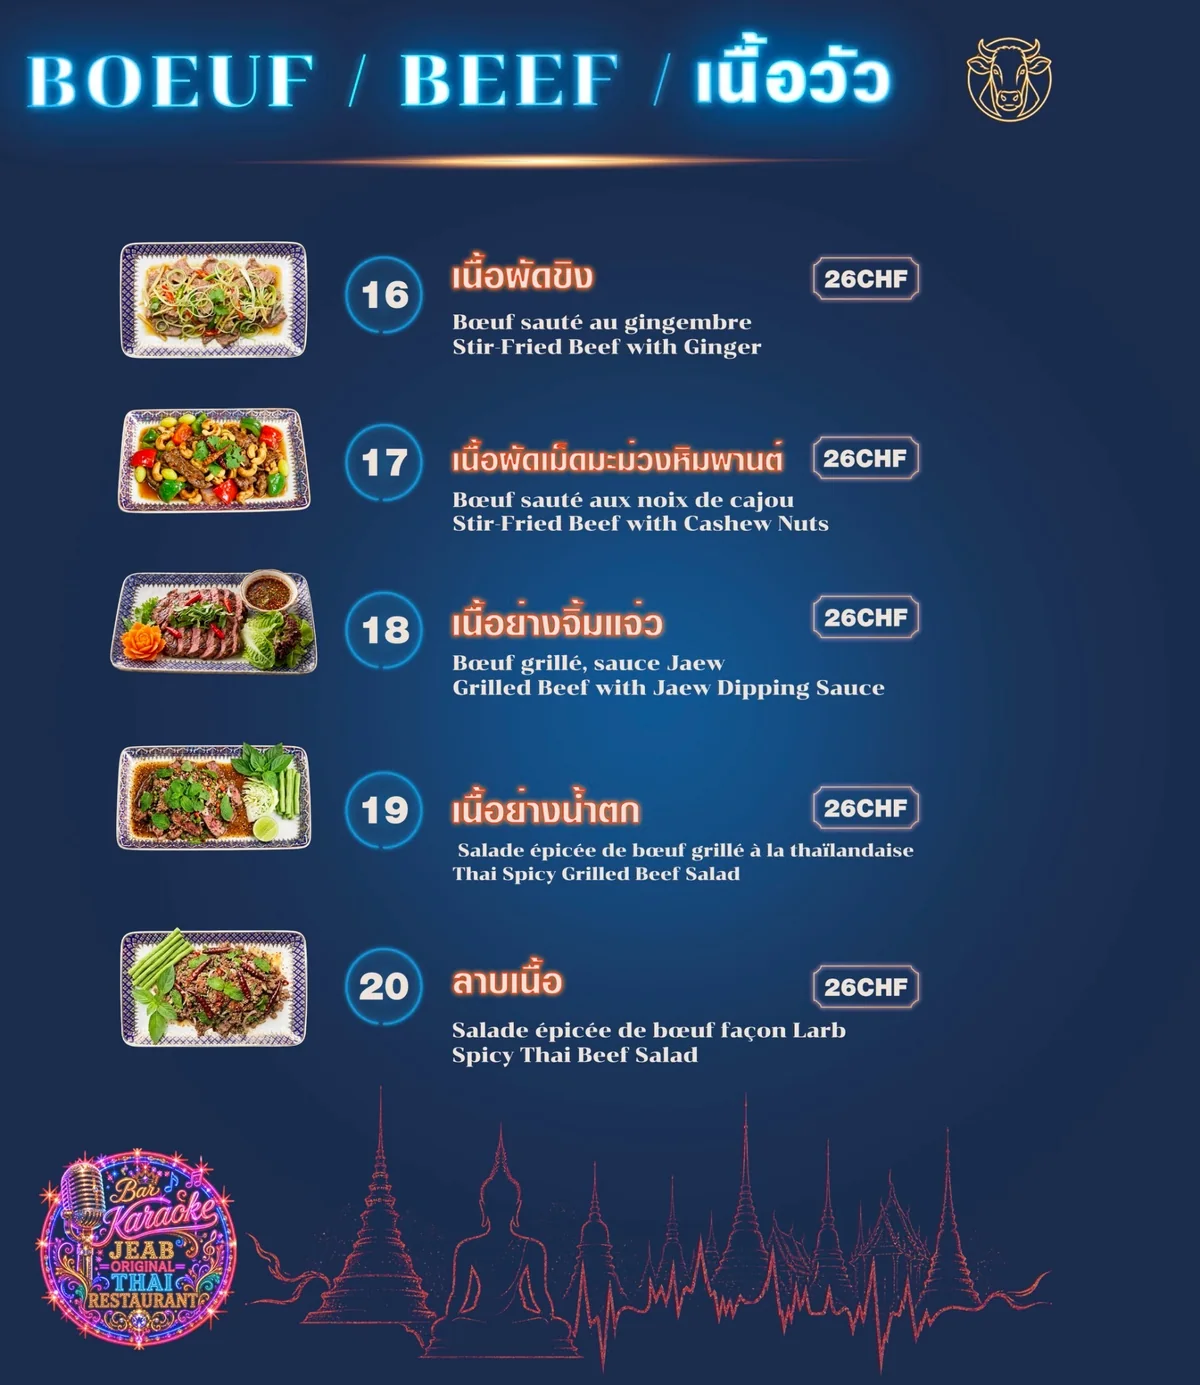 BOEUF / BEEF / เนื้อวัว
16
เนื้อผัดขิง
26CHF
Bœuf sauté au gingembre
Stir-Fried Beef with Ginger
17
เนื้อผัดเม็ดมะม่วงหิมพานต์
26CHF
Bœuf sauté aux noix de cajou
Stir-Fried Beef with Cashew Nuts
18
เนื้อย่างจิ้มแจ่ว
26CHF
Bœuf grillé, sauce Jaew
Grilled Beef with Jaew Dipping Sauce
19
เนื้อย่างน้ำตก
26CHF
Salade épicée de bœuf grillé à la thaïlandaise
Thai Spicy Grilled Beef Salad
20
ลาบเนื้อ
26CHF
Salade épicée de bœuf façon Larb
Spicy Thai Beef Salad
Bar
Karaoke
JEAB
ORIGINAL
THAI
RESTAURANT